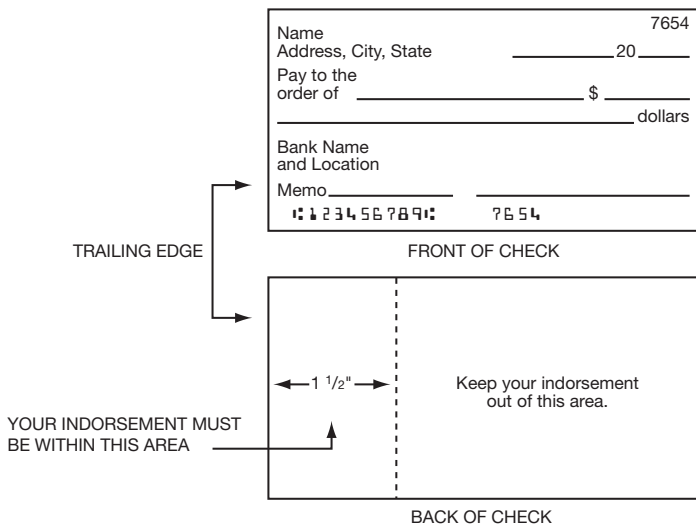 7654
Name
Address, City, State 20
Pay to the
order of $
dollars
Bank Name
and Location
Memo
⑆123456789⑆ 7654
TRAILING EDGE
FRONT OF CHECK
1 1/2"
Keep your indorsement
out of this area.
YOUR INDORSEMENT MUST
BE WITHIN THIS AREA
BACK OF CHECK